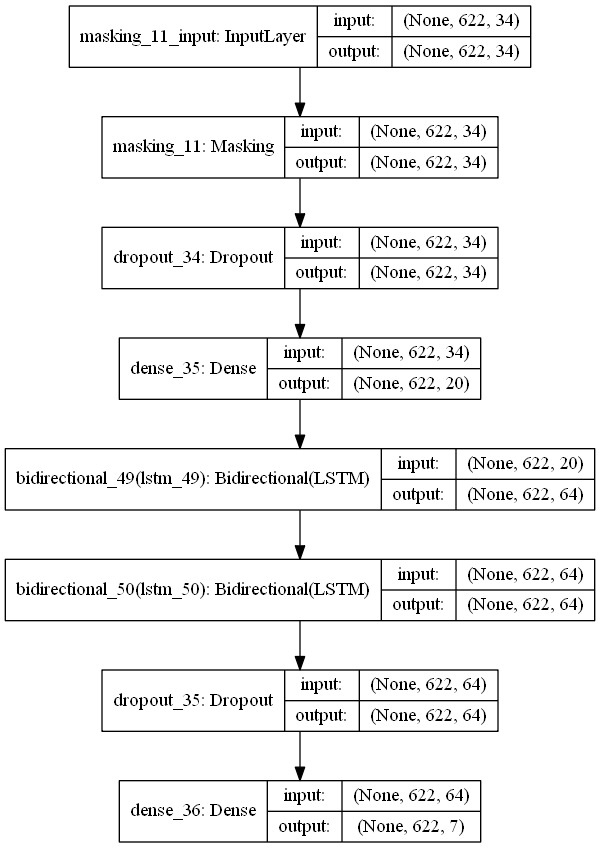 masking_11_input: InputLayer
input: (None, 622, 34)
output: (None, 622, 34)
masking_11: Masking
input: (None, 622, 34)
output: (None, 622, 34)
dropout_34: Dropout
input: (None, 622, 34)
output: (None, 622, 34)
dense_35: Dense
input: (None, 622, 34)
output: (None, 622, 20)
bidirectional_49(lstm_49): Bidirectional(LSTM)
input: (None, 622, 20)
output: (None, 622, 64)
bidirectional_50(lstm_50): Bidirectional(LSTM)
input: (None, 622, 64)
output: (None, 622, 64)
dropout_35: Dropout
input: (None, 622, 64)
output: (None, 622, 64)
dense_36: Dense
input: (None, 622, 64)
output: (None, 622, 7)